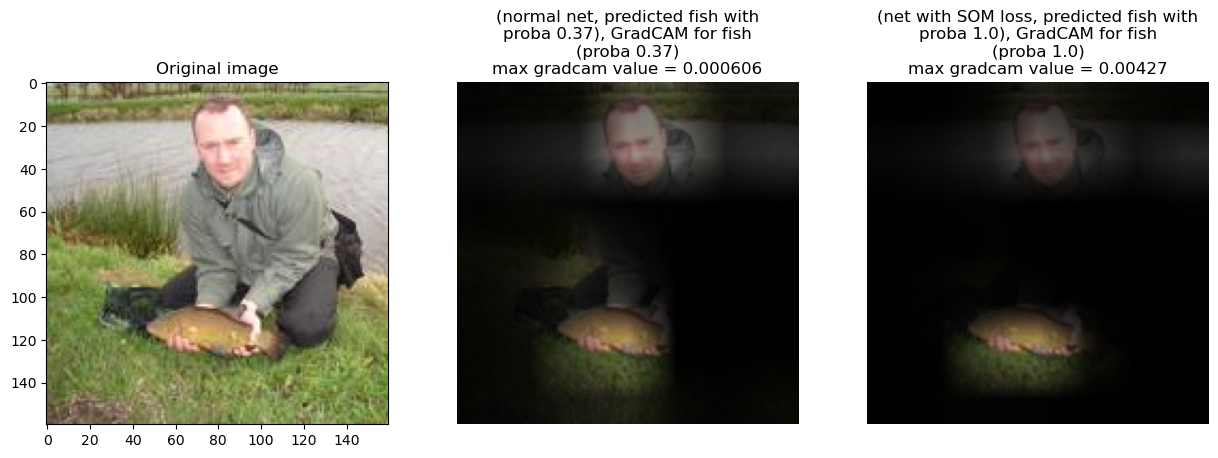 Original image
(normal net, predicted fish with
proba 0.37), GradCAM for fish
(proba 0.37)
max gradcam value = 0.000606
(net with SOM loss, predicted fish with
proba 1.0), GradCAM for fish
(proba 1.0)
max gradcam value = 0.00427
0
20
40
60
80
100
120
140
0 20 40 60 80 100 120 140